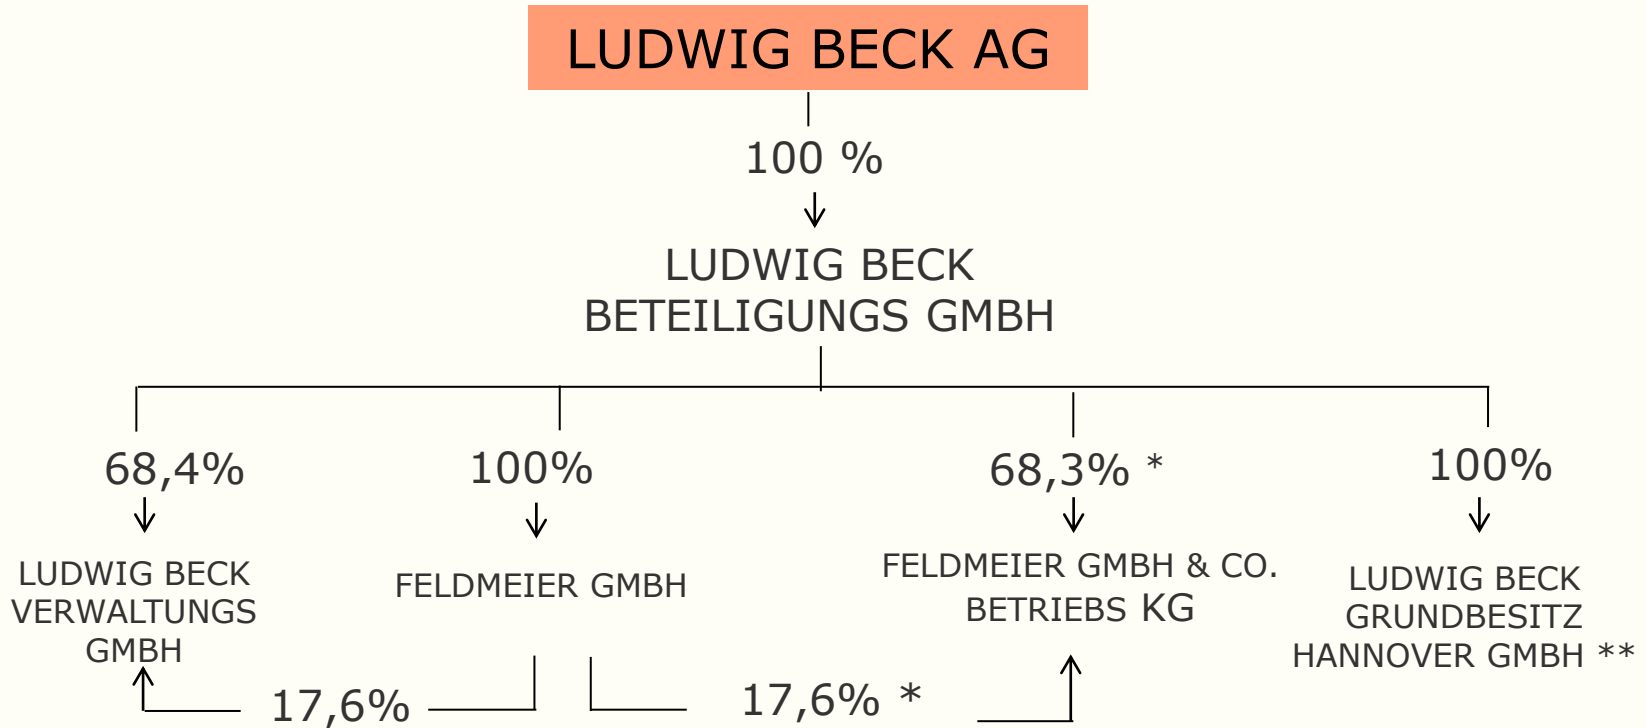 LUDWIG BECK AG
100 %
LUDWIG BECK
BETEILIGUNGS GMBH
68,4%
100%
68,3% *
100%
LUDWIG BECK
VERWALTUNGS
GMBH
FELDMEIER GMBH
FELDMEIER GMBH & CO.
BETRIEBS KG
LUDWIG BECK
GRUNDBESITZ
HANNOVER GMBH **
17,6%
17,6% *